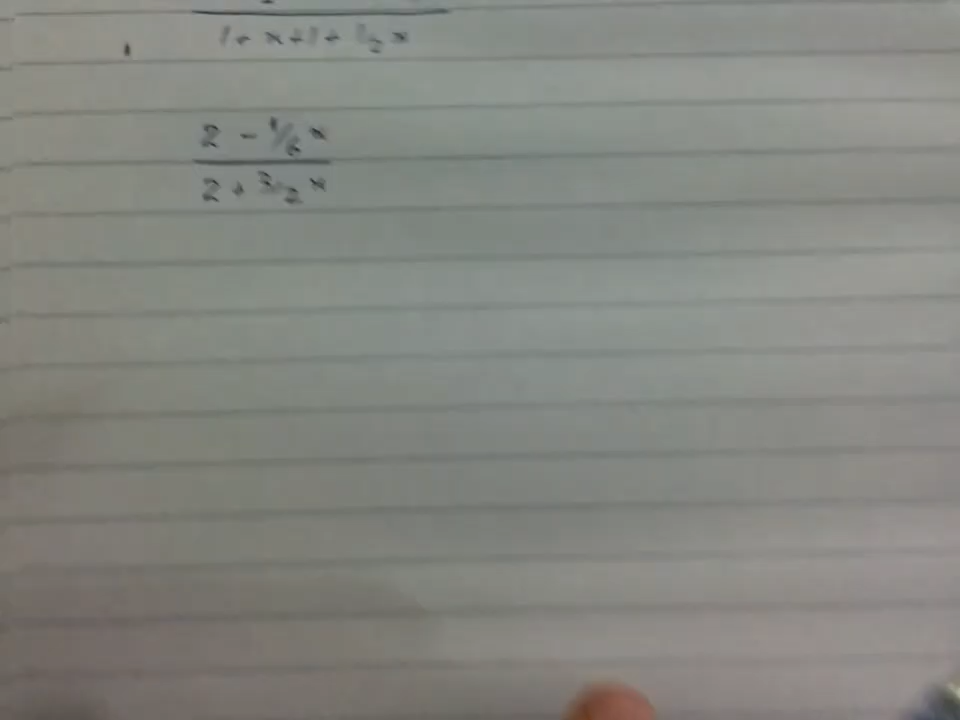 1 + x + 1 + 1/2 x
2 - 1/6 x
2 + 3/2 x